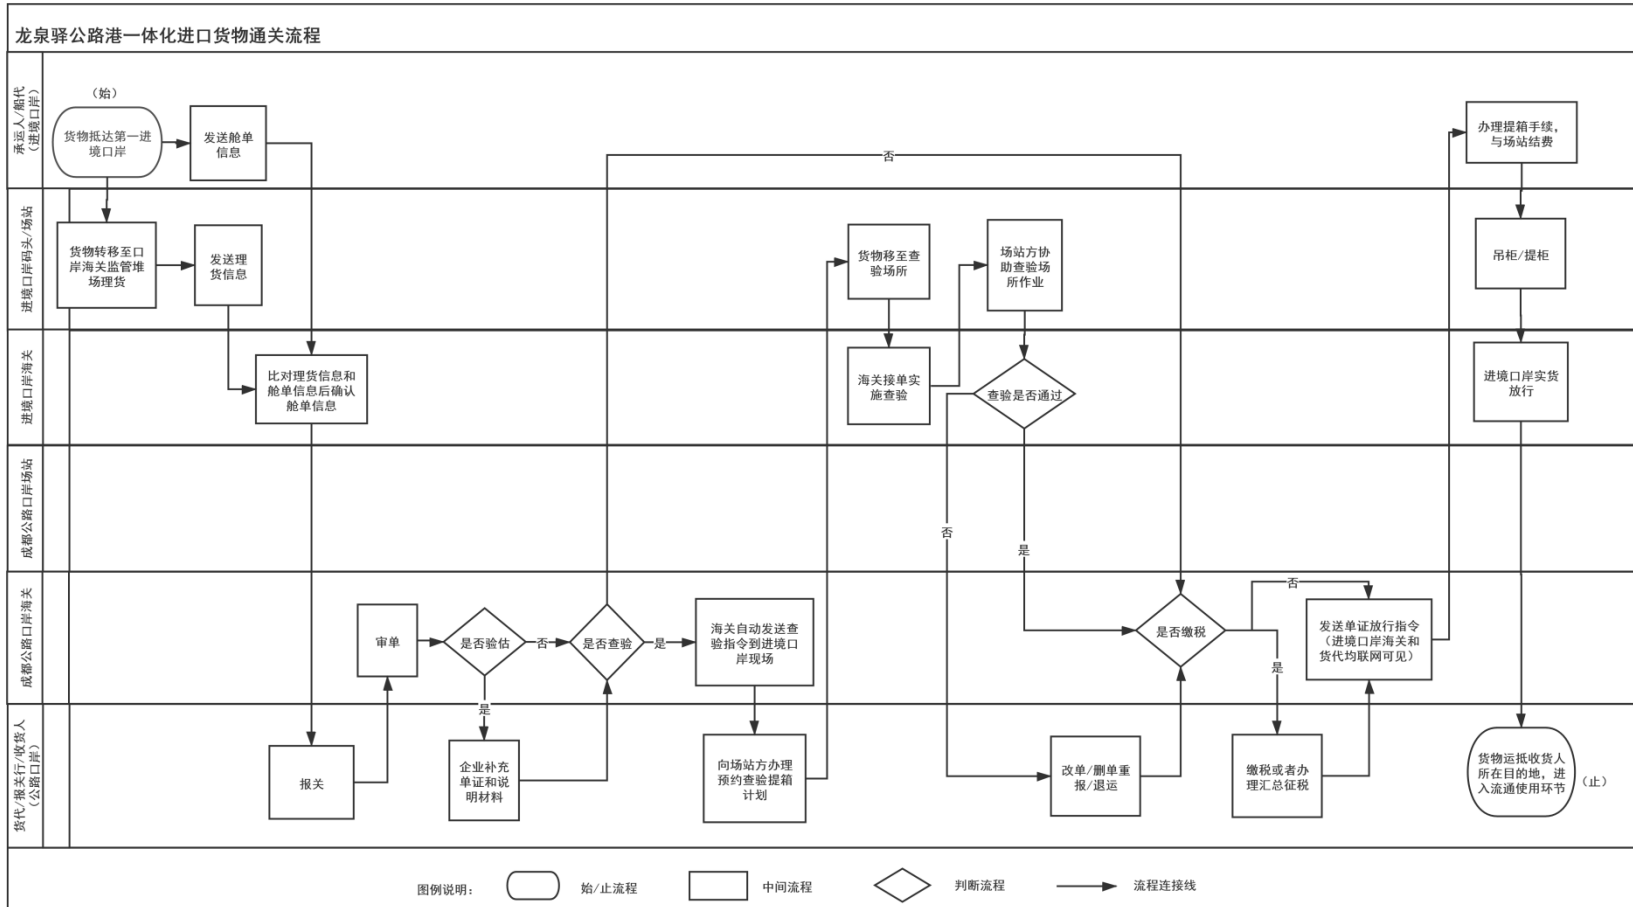 龙泉驿公路港一体化进口货物通关流程
承运人/船代
（进境口岸）
（始）
货物抵达第一进
境口岸
发送舱单
信息
否
办理提箱手续，
与场站结费
进境口岸码头/场站
货物转移至口
岸海关监管堆
场理货
发送理
货信息
货物移至查
验场所
场站方协
助查验场
所作业
吊柜/提柜
进境口岸海关
比对理货信息和
舱单信息后确认
舱单信息
海关接单实
施查验
查验是否通过
进境口岸实货
放行
成都公路口岸场站
否
是
成都公路口岸海关
审单
是否验估
否
是否查验
是
海关自动发送查
验指令到进境口
岸现场
是否缴税
否
是
发送单证放行指令
（进境口岸海关和
货代均联网可见）
货代/报关行/收货人
（公路口岸）
报关
是
企业补充
单证和说
明材料
向场站方办理
预约查验提箱
计划
改单/删单重
报/退运
缴税或者办
理汇总征税
货物运抵收货人
所在目的地，进
入流通使用环节
（止）
图例说明：
始/止流程
中间流程
判断流程
流程连接线